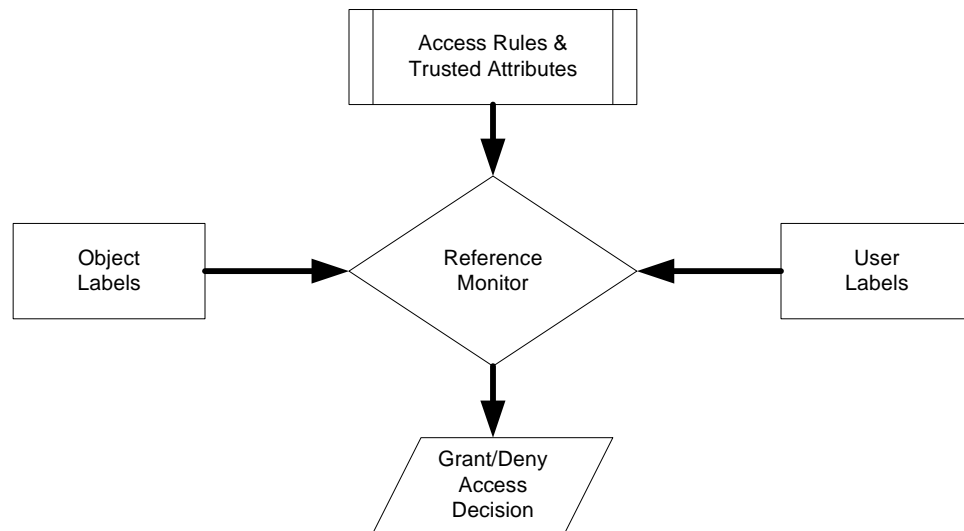 Access Rules &
Trusted Attributes
Object
Labels
Reference
Monitor
User
Labels
Grant/Deny
Access
Decision